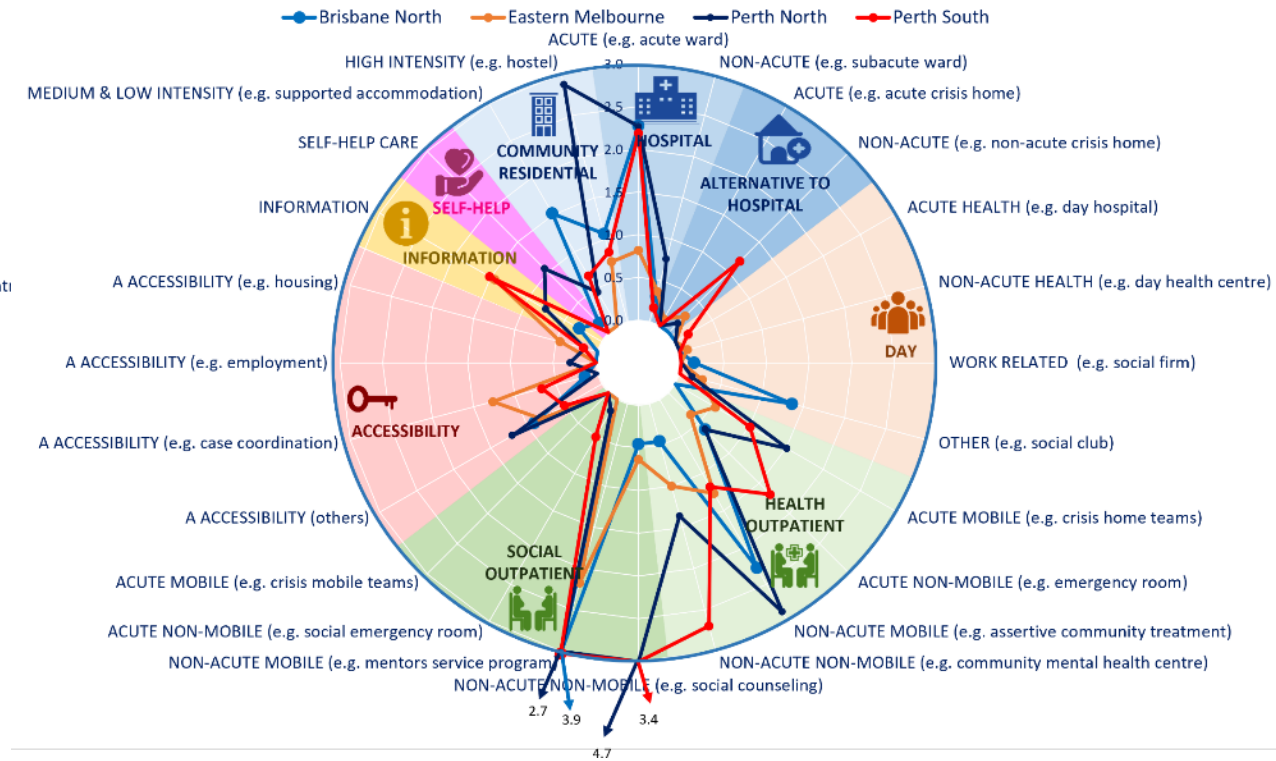 Brisbane North
Eastern Melbourne
Perth North
Perth South
ACUTE (e.g. acute ward)
HIGH INTENSITY (e.g. hostel)
NON-ACUTE (e.g. subacute ward)
MEDIUM & LOW INTENSITY (e.g. supported accommodation)
ACUTE (e.g. acute crisis home)
SELF-HELP CARE
NON-ACUTE (e.g. non-acute crisis home)
INFORMATION
ACUTE HEALTH (e.g. day hospital)
A ACCESSIBILITY (e.g. housing)
NON-ACUTE HEALTH (e.g. day health centre)
A ACCESSIBILITY (e.g. employment)
WORK RELATED (e.g. social firm)
A ACCESSIBILITY (e.g. case coordination)
OTHER (e.g. social club)
A ACCESSIBILITY (others)
ACUTE MOBILE (e.g. crisis home teams)
ACUTE MOBILE (e.g. crisis mobile teams)
ACUTE NON-MOBILE (e.g. emergency room)
ACUTE NON-MOBILE (e.g. social emergency room)
NON-ACUTE MOBILE (e.g. assertive community treatment)
NON-ACUTE MOBILE (e.g. mentors service program)
NON-ACUTE NON-MOBILE (e.g. community mental health centre)
NON-ACUTE NON-MOBILE (e.g. social counseling)
3.0
2.5
2.0
1.5
1.0
0.5
0.0
HOSPITAL
COMMUNITY
RESIDENTIAL
ALTERNATIVE TO
HOSPITAL
SELF-HELP
INFORMATION
DAY
ACCESSIBILITY
HEALTH
OUTPATIENT
SOCIAL
OUTPATIENT
2.7
3.9
3.4
4.7